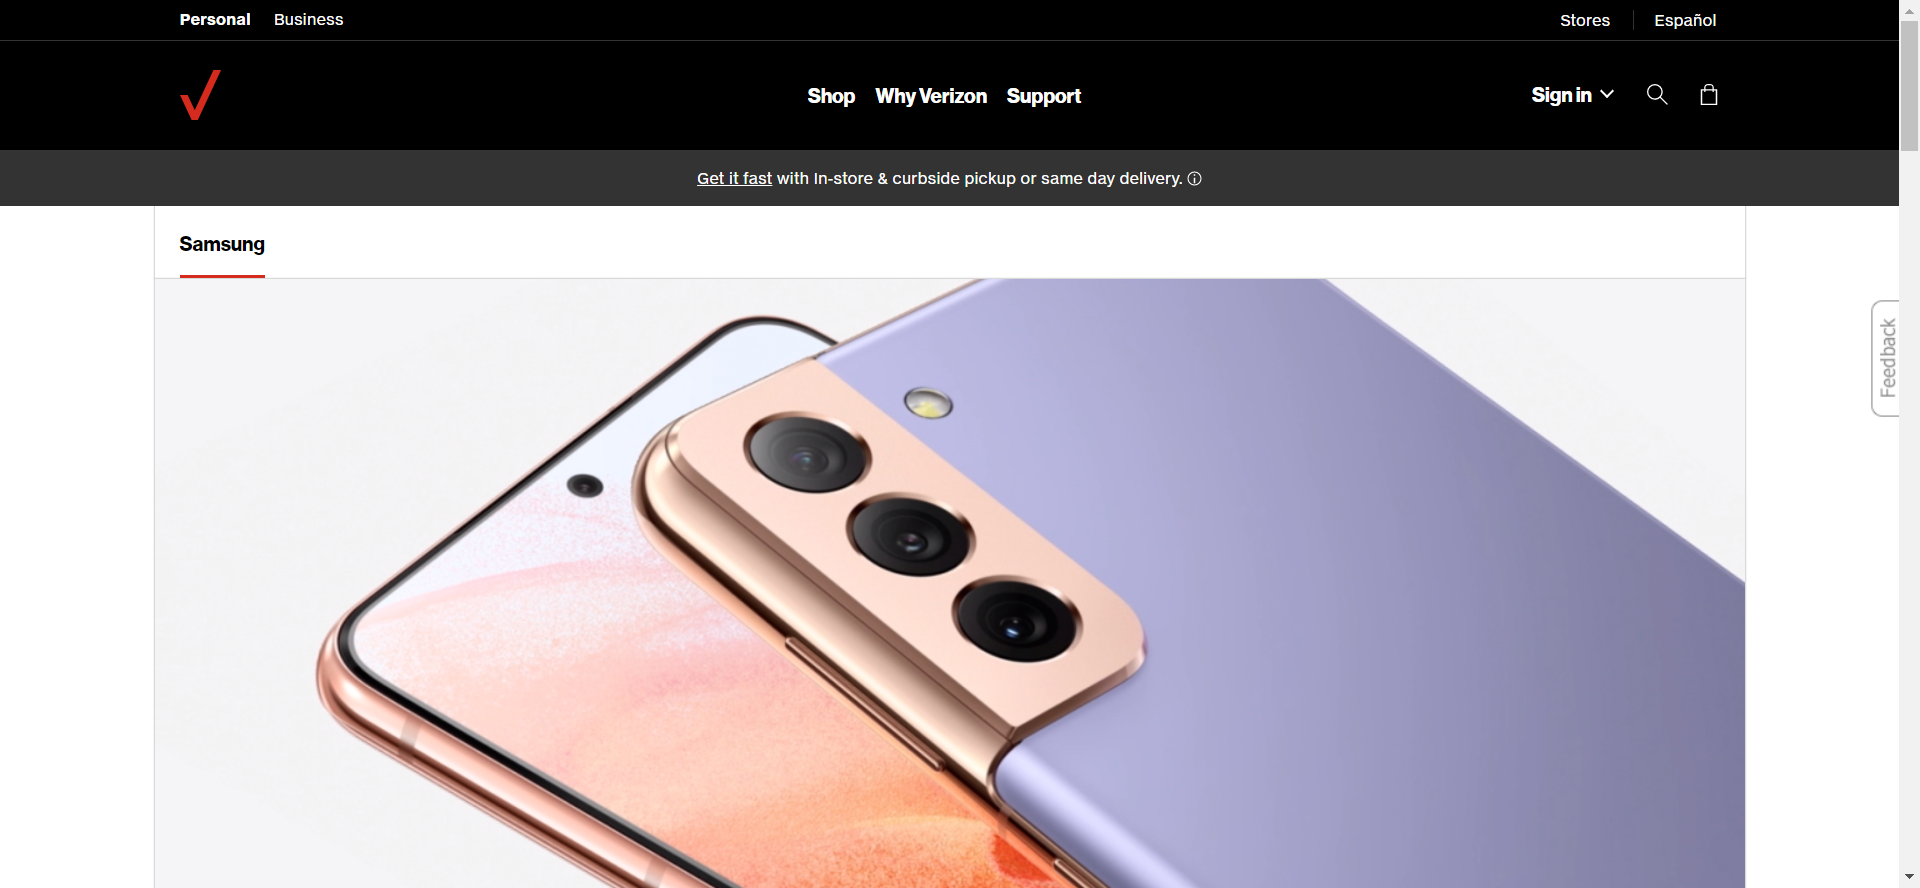 Personal Business Stores Español
Shop Why Verizon Support Sign in
Get it fast with In-store & curbside pickup or same day delivery.
Samsung
Feedback